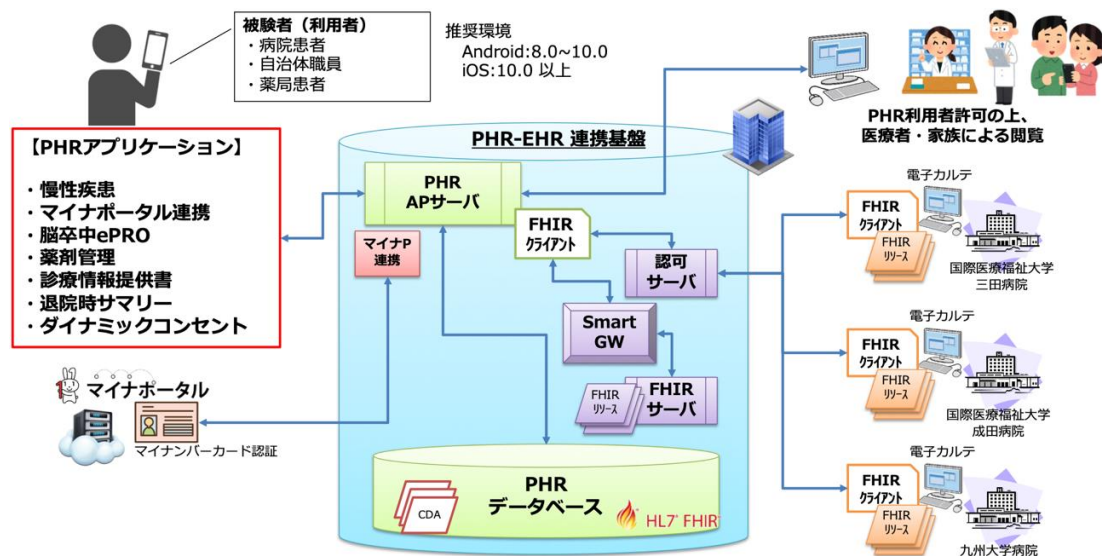 被験者（利用者）
・病院患者
・自治体職員
・薬局患者
推奨環境
Android:8.0~10.0
iOS:10.0 以上
PHR利用者許可の上、
医療者・家族による閲覧
【PHRアプリケーション】
・慢性疾患
・マイナポータル連携
・脳卒中ePRO
・薬剤管理
・診療情報提供書
・退院時サマリー
・ダイナミックコンセント
マイナポータル
マイナンバーカード認証
PHR-EHR 連携基盤
PHR
APサーバ
FHIR
クライアント
マイナP
連携
認可
サーバ
Smart
GW
FHIR
リソース
FHIR
サーバ
PHR
データベース
CDA
HL7 FHIR
電子カルテ
FHIR
クライアント
FHIR
リソース
国際医療福祉大学
三田病院
電子カルテ
FHIR
クライアント
FHIR
リソース
国際医療福祉大学
成田病院
電子カルテ
FHIR
クライアント
FHIR
リソース
九州大学病院